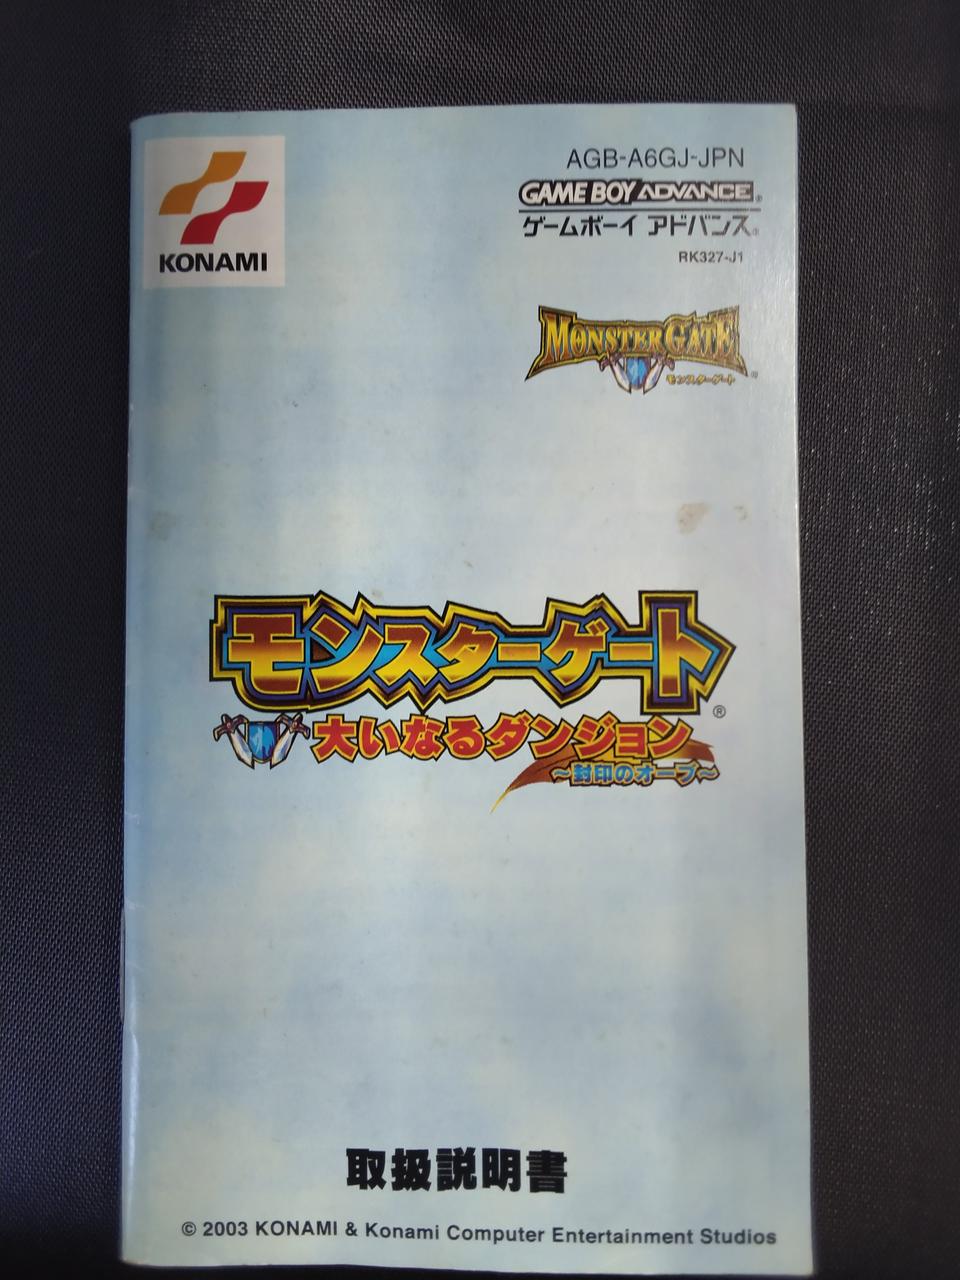 KONAMI
AGB-A6GJ-JPN
GAME BOY ADVANCE®
ゲームボーイ アドバンス®
RK327-J1
MONSTER GATE
モンスターゲート™
モンスターゲート®
大いなるダンジョン
～封印のオーブ～
取扱説明書
© 2003 KONAMI & Konami Computer Entertainment Studios